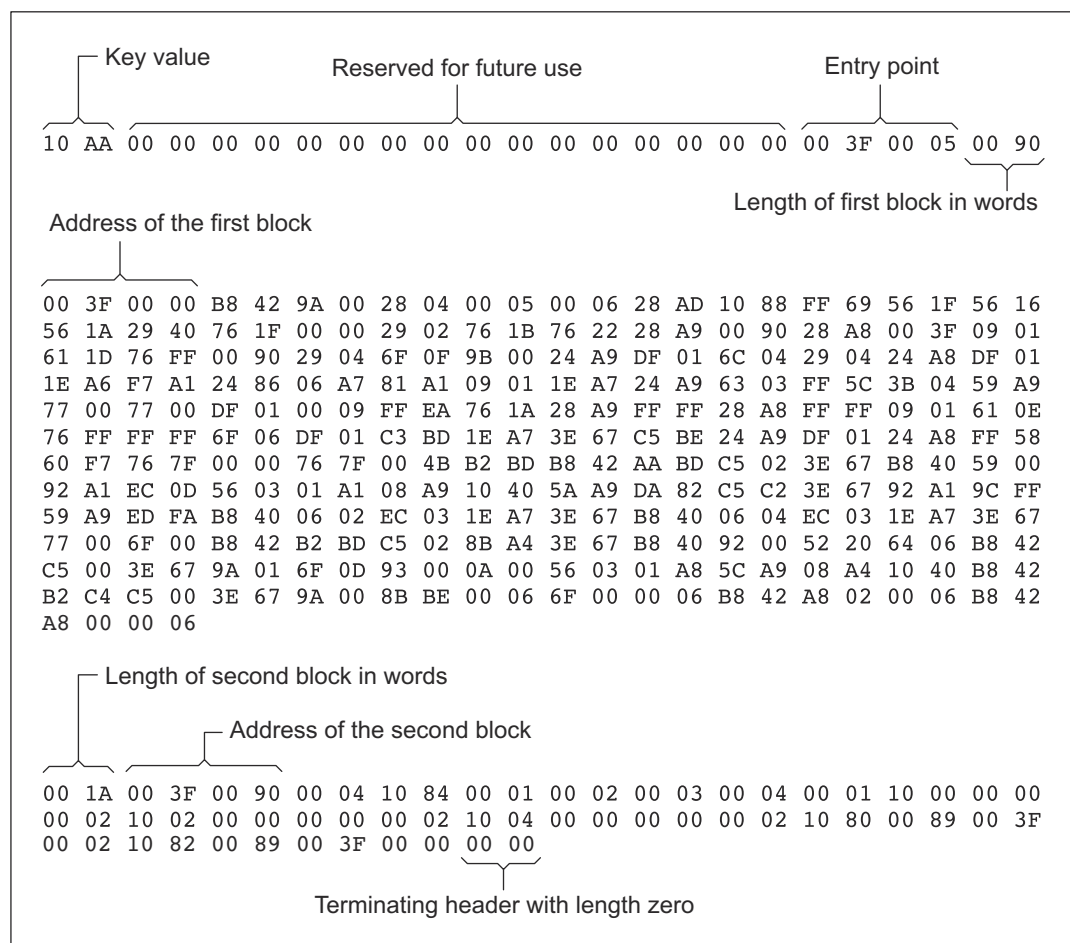 Key value
Reserved for future use
Entry point
10 AA 00 00 00 00 00 00 00 00 00 00 00 00 00 00 00 00 00 3F 00 05 00 90
Length of first block in words
Address of the first block
00 3F 00 00 B8 42 9A 00 28 04 00 05 00 06 28 AD 10 88 FF 69 56 1F 56 16
56 1A 29 40 76 1F 00 00 29 02 76 1B 76 22 28 A9 00 90 28 A8 00 3F 09 01
61 1D 76 FF 00 90 29 04 6F 0F 9B 00 24 A9 DF 01 6C 04 29 04 24 A8 DF 01
1E A6 F7 A1 24 86 06 A7 81 A1 09 01 1E A7 24 A9 63 03 FF 5C 3B 04 59 A9
77 00 77 00 DF 01 00 09 FF EA 76 1A 28 A9 FF FF 28 A8 FF FF 09 01 61 0E
76 FF FF FF 6F 06 DF 01 C3 BD 1E A7 3E 67 C5 BE 24 A9 DF 01 24 A8 FF 58
60 F7 76 7F 00 00 76 7F 00 4B B2 BD B8 42 AA BD C5 02 3E 67 B8 40 59 00
92 A1 EC 0D 56 03 01 A1 08 A9 10 40 5A A9 DA 82 C5 C2 3E 67 92 A1 9C FF
59 A9 ED FA B8 40 06 02 EC 03 1E A7 3E 67 B8 40 06 04 EC 03 1E A7 3E 67
77 00 6F 00 B8 42 B2 BD C5 02 8B A4 3E 67 B8 40 92 00 52 20 64 06 B8 42
C5 00 3E 67 9A 01 6F 0D 93 00 0A 00 56 03 01 A8 5C A9 08 A4 10 40 B8 42
B2 C4 C5 00 3E 67 9A 00 8B BE 00 06 6F 00 00 06 B8 42 A8 02 00 06 B8 42
A8 00 00 06
Length of second block in words
Address of the second block
00 1A 00 3F 00 90 00 04 10 84 00 01 00 02 00 03 00 04 00 01 10 00 00 00
00 02 10 02 00 00 00 00 00 02 10 04 00 00 00 00 00 02 10 80 00 89 00 3F
00 02 10 82 00 89 00 3F 00 00 00 00
Terminating header with length zero